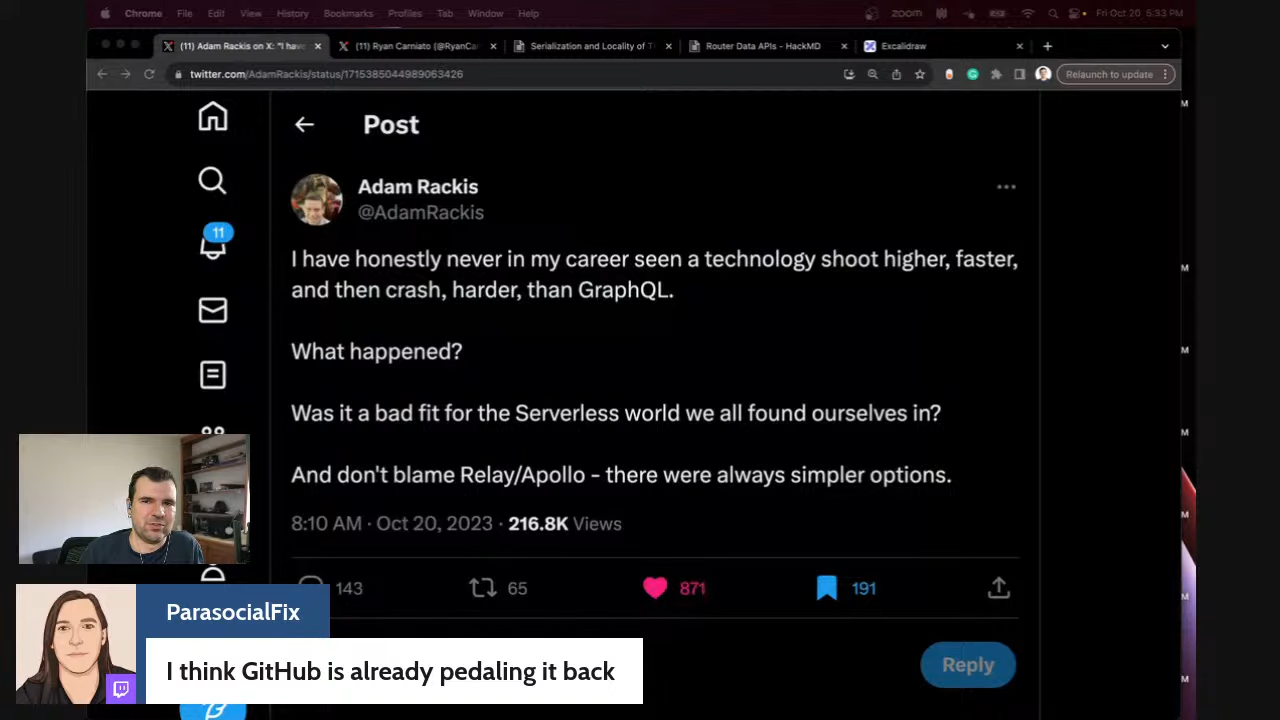 Chrome File Edit View History Bookmarks Profiles Tab Window Help zoom Fri Oct 20 5:33 PM
(11) Adam Rackis on X: "I hav (11) Ryan Carniato (@RyanCar Serialization and Locality of T Router Data APIs - HackMD Excalidraw
twitter.com/AdamRackis/status/1715385044989063426 Relaunch to update
Post
Adam Rackis
@AdamRackis
11
I have honestly never in my career seen a technology shoot higher, faster,
and then crash, harder, than GraphQL.
What happened?
Was it a bad fit for the Serverless world we all found ourselves in?
And don't blame Relay/Apollo - there were always simpler options.
8:10 AM · Oct 20, 2023 · 216.8K Views
143 65 871 191
ParasocialFix
I think GitHub is already pedaling it back
Reply